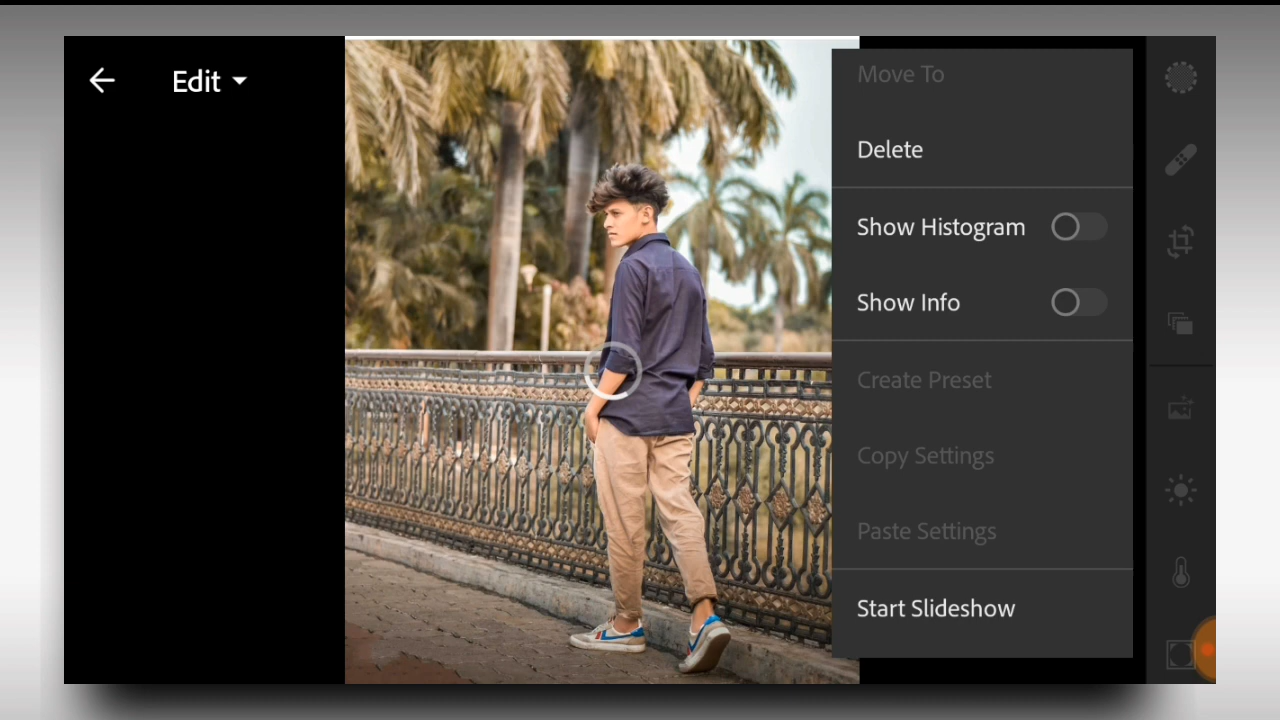 Edit
Move To
Delete
Show Histogram
Show Info
Create Preset
Copy Settings
Paste Settings
Start Slideshow